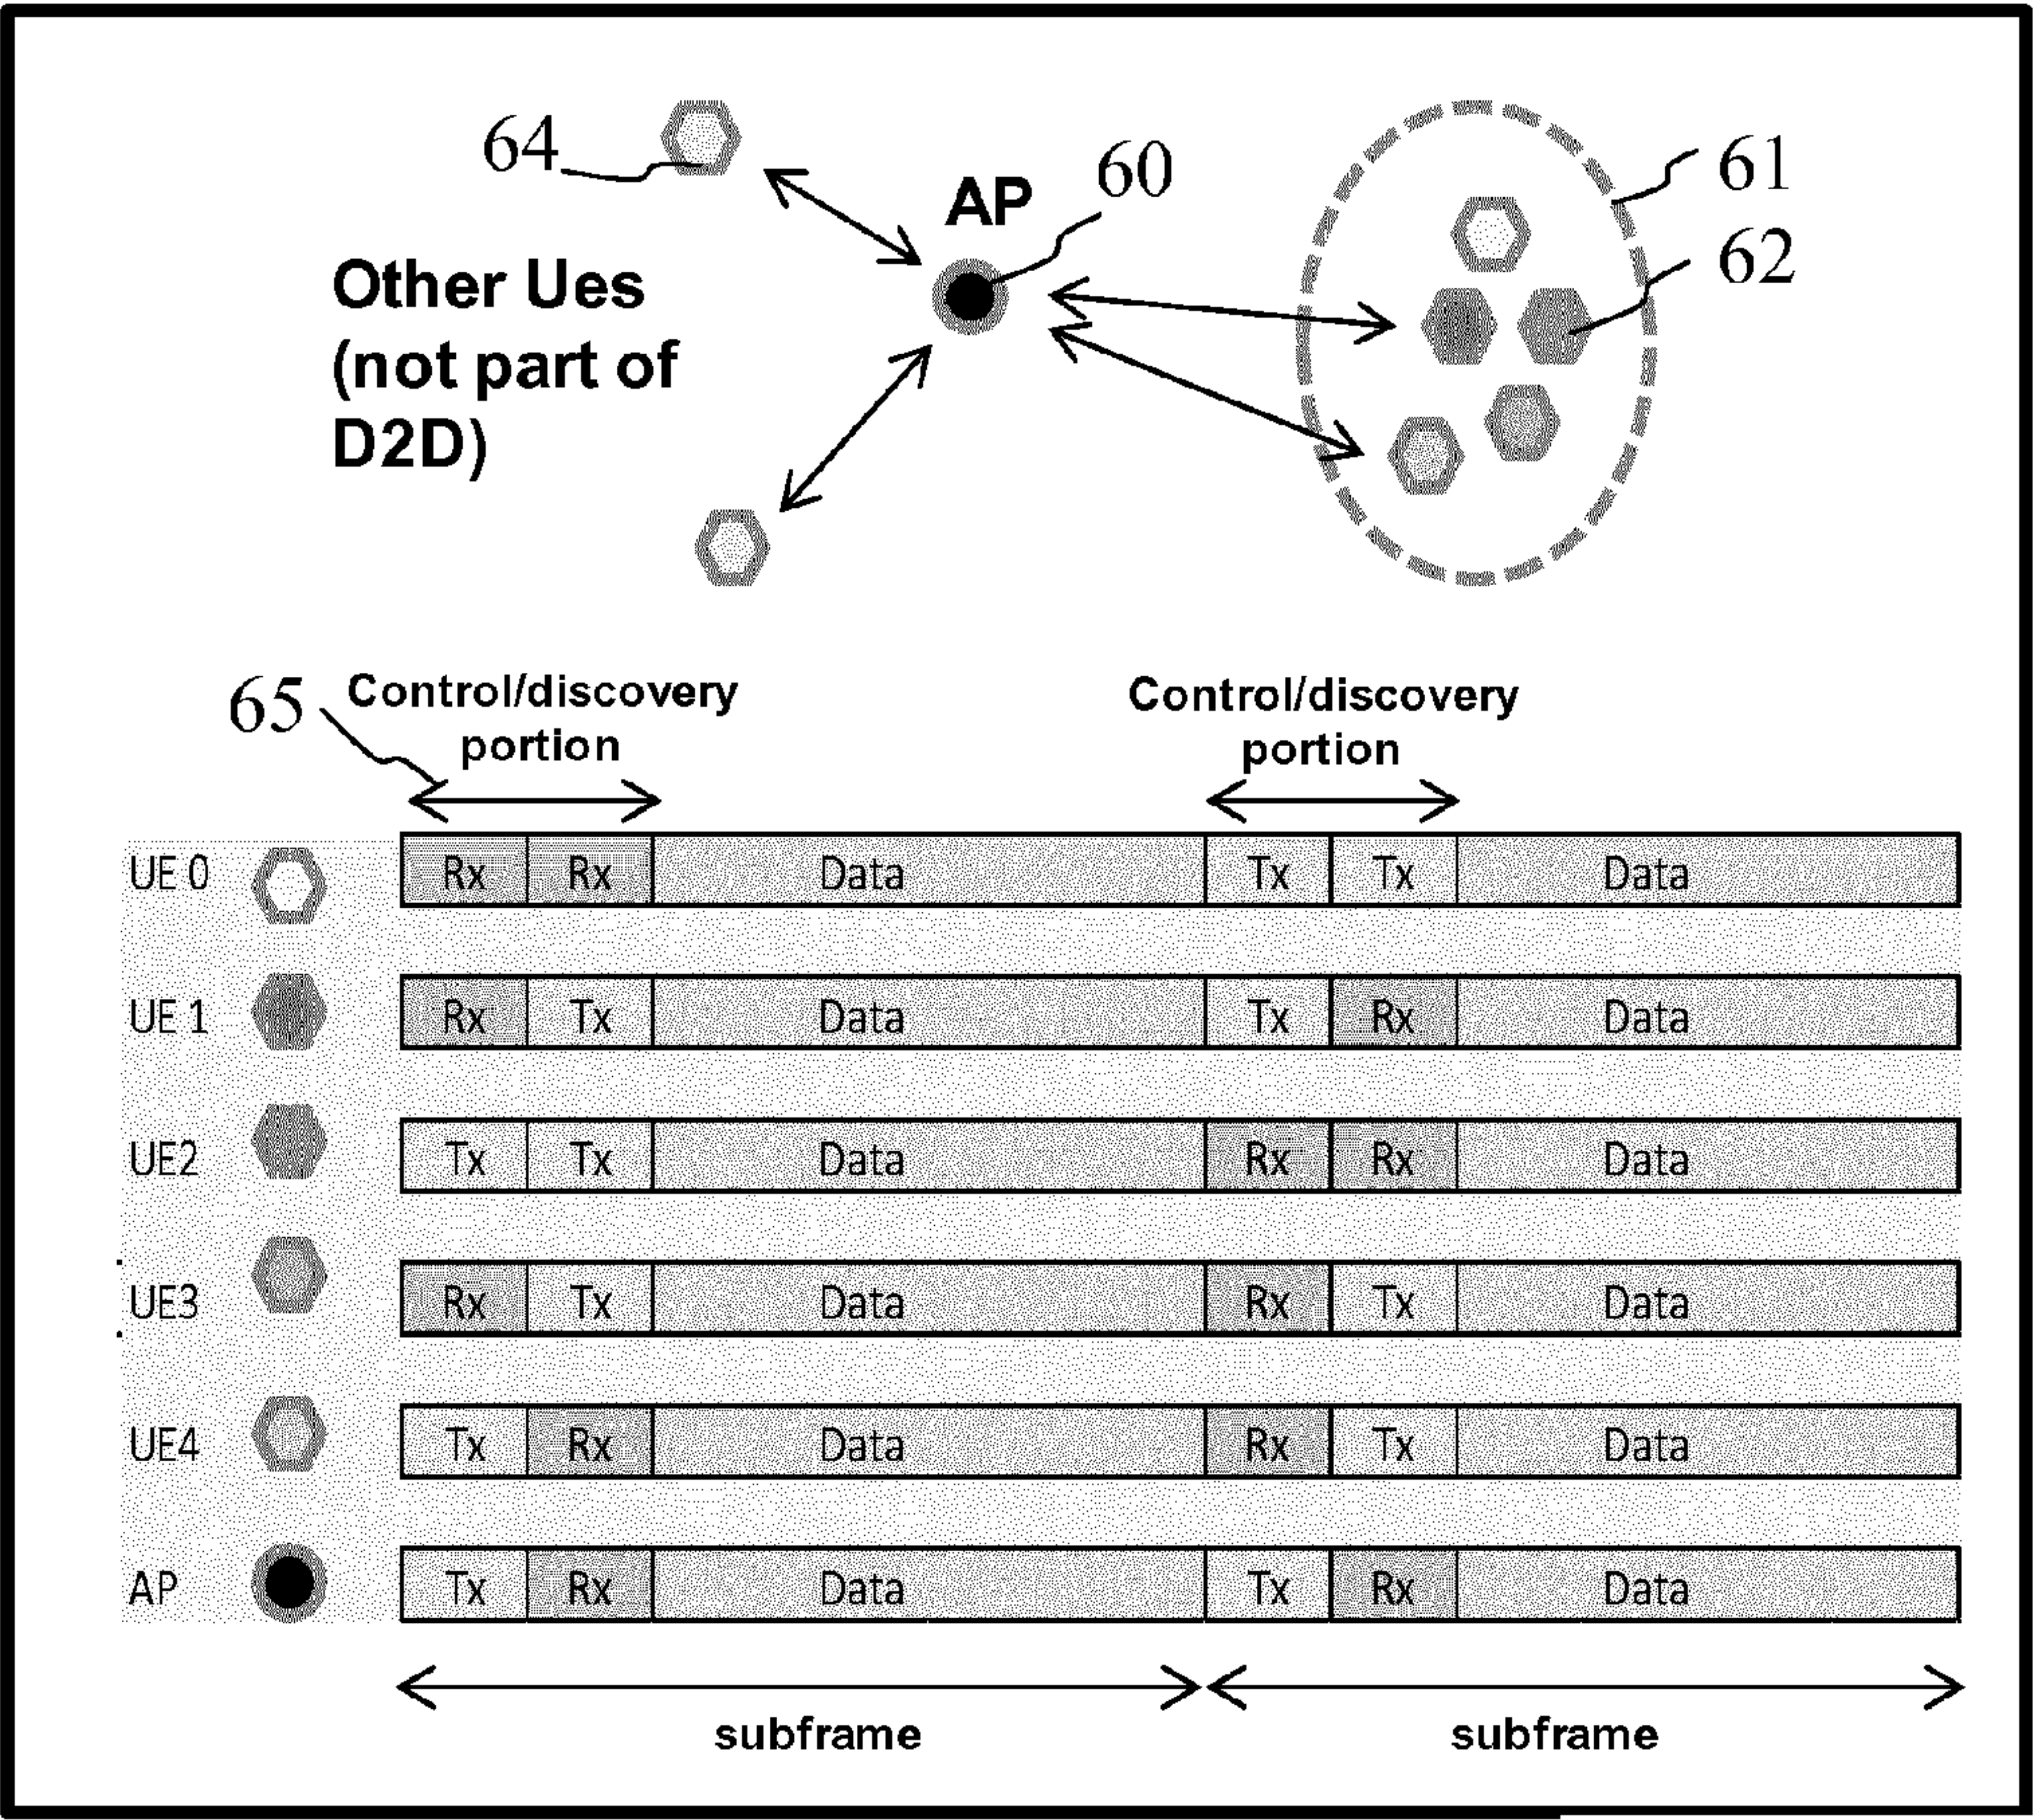 64
AP
60
61
62
Other Ues
(not part of
D2D)
65
Control/discovery
portion
Control/discovery
portion
UE 0 Rx Rx Data Tx Tx Data
UE 1 Rx Tx Data Tx Rx Data
UE2 Tx Tx Data Rx Rx Data
UE3 Rx Tx Data Rx Tx Data
UE4 Tx Rx Data Rx Tx Data
AP Tx Rx Data Tx Rx Data
subframe subframe